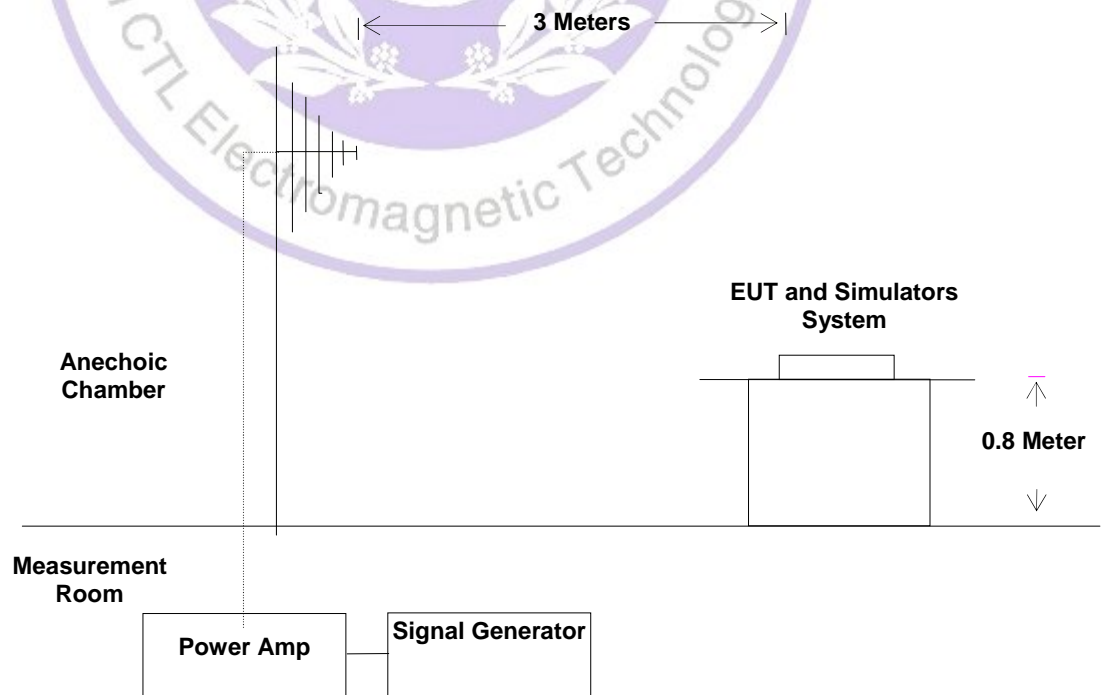 3 Meters
CTL Electromagnetic Technolog
EUT and Simulators
System
Anechoic
Chamber
0.8 Meter
Measurement
Room
Power Amp
Signal Generator